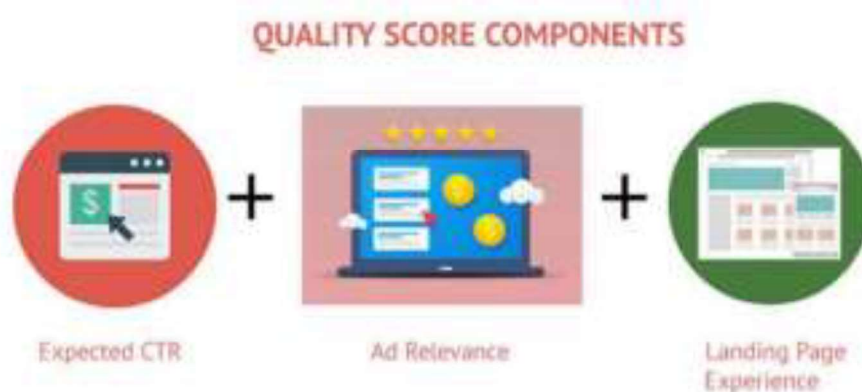 QUALITY SCORE COMPONENTS
$
+
+
Expected CTR
Ad Relevance
Landing Page
Experience